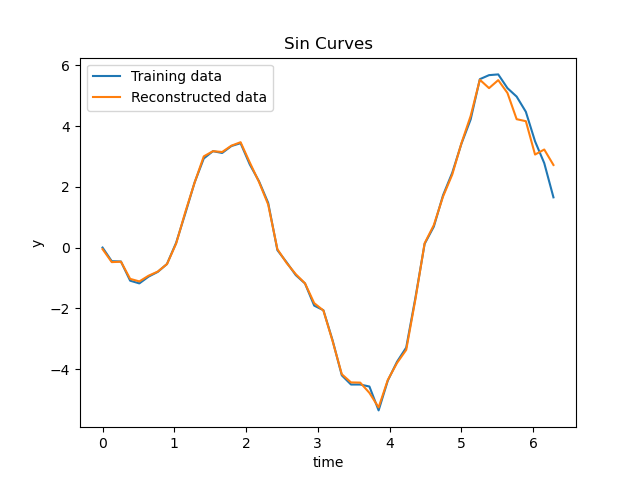 Sin Curves
Training data
Reconstructed data
6
4
2
0
−2
−4
y
0 1 2 3 4 5 6
time